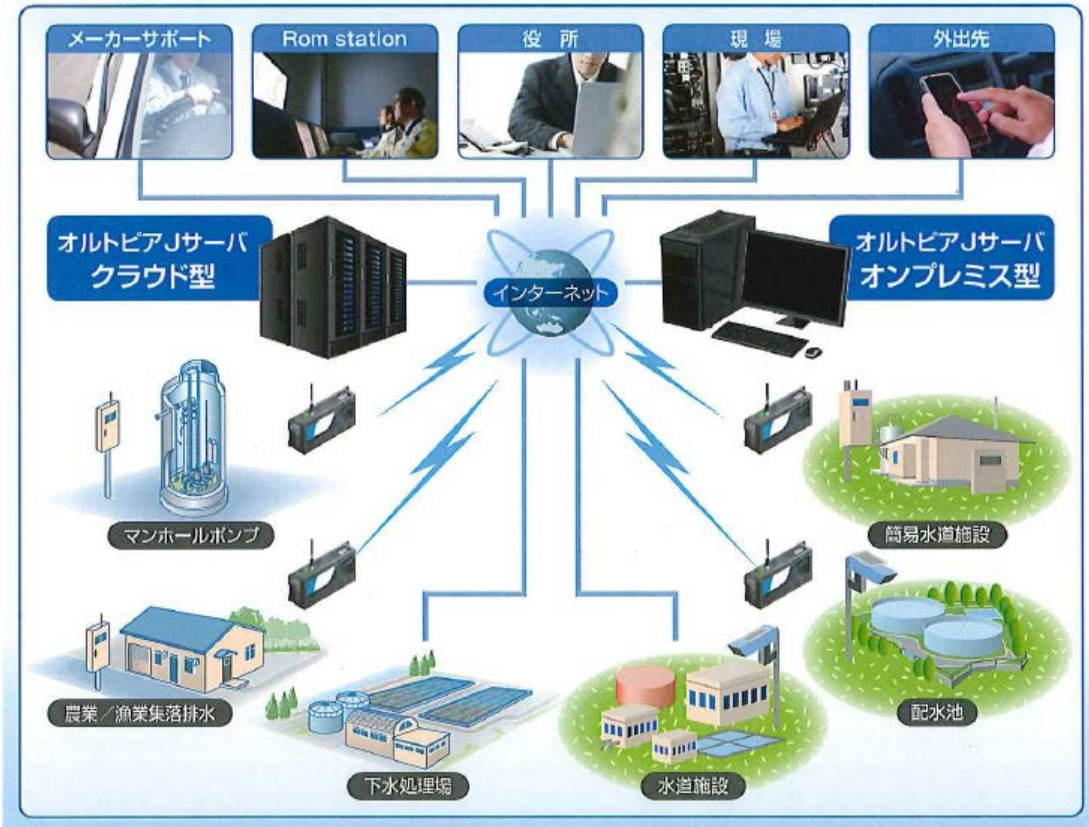 メーカーサポート
Rom station
役所
現場
外出先
オルトピアJサーバ
クラウド型
インターネット
オルトピアJサーバ
オンプレミス型
マンホールポンプ
簡易水道施設
農業／漁業集落排水
下水処理場
水道施設
配水池